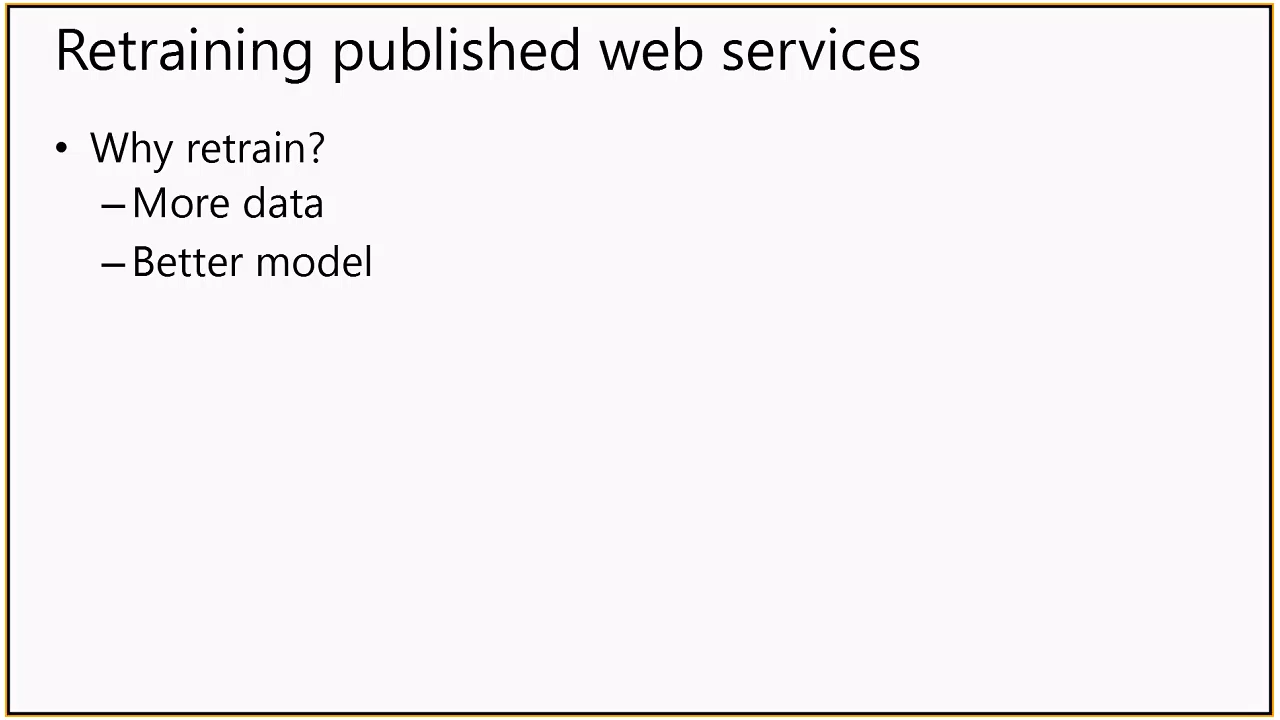 Retraining published web services
• Why retrain?
– More data
– Better model